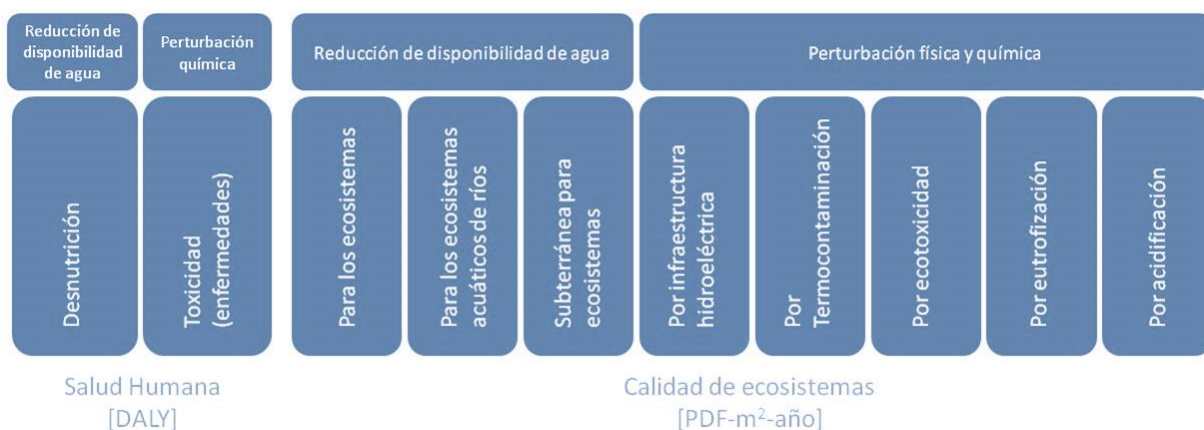 Reducción de
disponibilidad
de agua
Perturbación
química
Reducción de disponibilidad de agua
Perturbación física y química
Desnutrición
Toxicidad
(enfermedades)
Para los ecosistemas
Para los ecosistemas
acuáticos de ríos
Subterránea para
ecosistemas
Por infraestructura
hidroeléctrica
Por
Termocontaminación
Por ecotoxicidad
Por eutrofización
Por acidificación
Salud Humana
[DALY]
Calidad de ecosistemas
[PDF-m²-año]